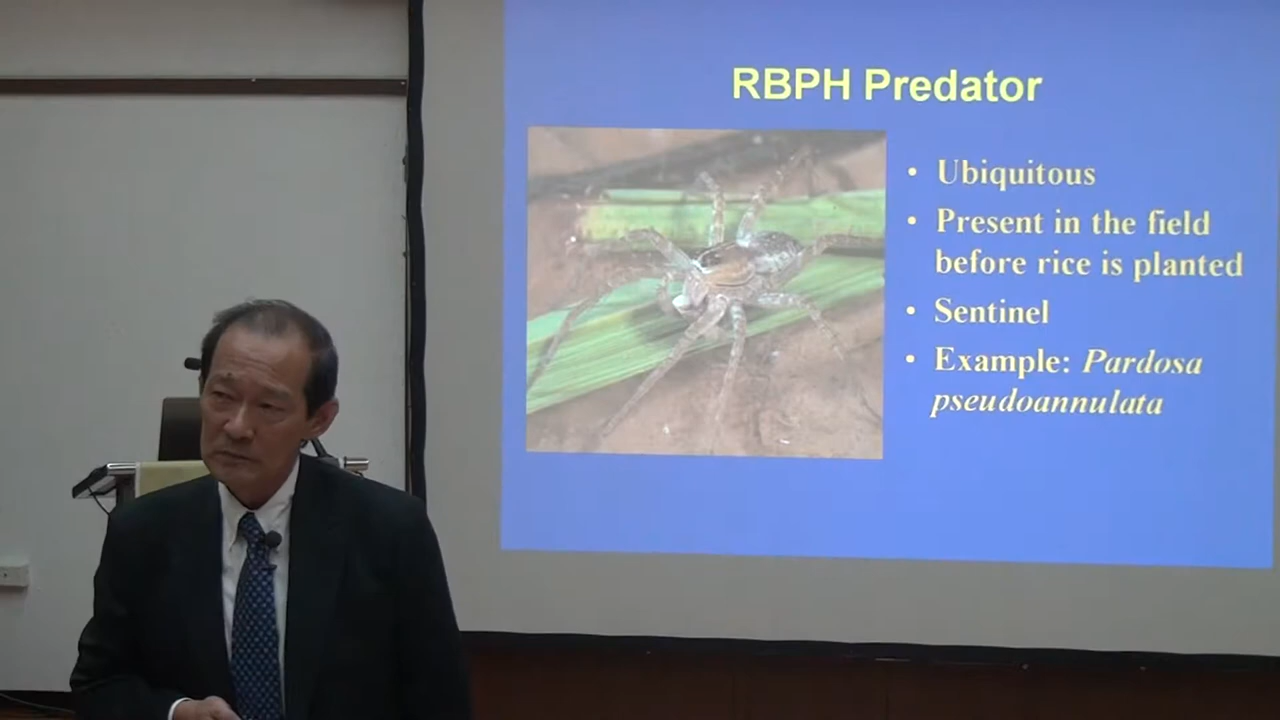 RBPH Predator
• Ubiquitous
• Present in the field
before rice is planted
• Sentinel
• Example: Pardosa
pseudoannulata